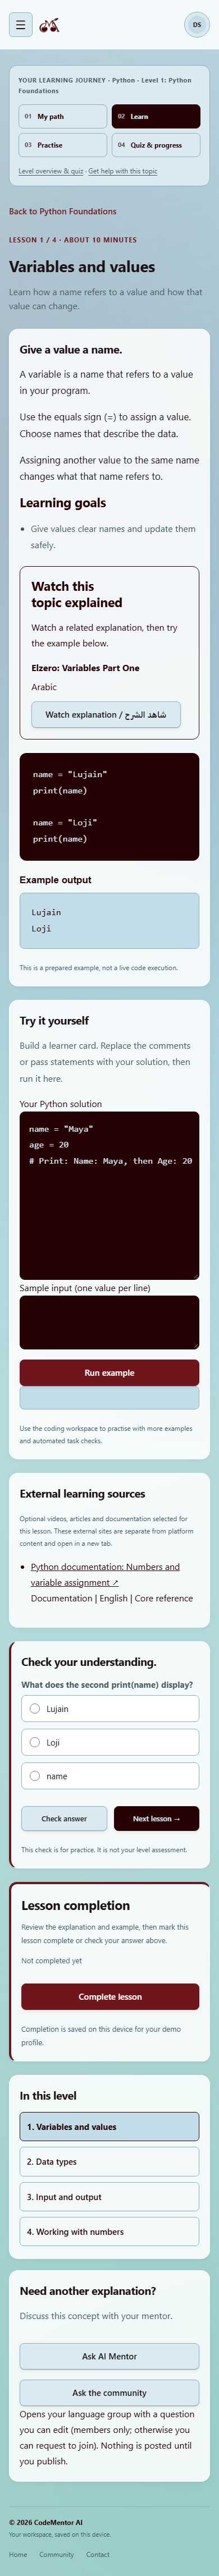 DS
YOUR LEARNING JOURNEY · Python · Level 1: Python
Foundations
01 My path
02 Learn
03 Practise
04 Quiz & progress
Level overview & quiz · Get help with this topic
Back to Python Foundations
LESSON 1 / 4 · ABOUT 10 MINUTES
Variables and values
Learn how a name refers to a value and how that
value can change.
Give a value a name.
A variable is a name that refers to a value
in your program.
Use the equals sign (=) to assign a value.
Choose names that describe the data.
Assigning another value to the same name
changes what that name refers to.
Learning goals
Give values clear names and update them
safely.
Watch this
topic explained
Watch a related explanation, then try
the example below.
Elzero: Variables Part One
Arabic
Watch explanation / شاهد الشرح
name = "Lujain"
print(name)
name = "Loji"
print(name)
Example output
Lujain
Loji
This is a prepared example, not a live code execution.
Try it yourself
Build a learner card. Replace the comments
or pass statements with your solution, then
run it here.
Your Python solution
name = "Maya"
age = 20
# Print: Name: Maya, then Age: 20
Sample input (one value per line)
Run example
Use the coding workspace to practise with more examples
and automated task checks.
External learning sources
Optional videos, articles and documentation selected for
this lesson. These external sites are separate from platform
content and open in a new tab.
Python documentation: Numbers and
variable assignment ↗
Documentation | English | Core reference
Check your understanding.
What does the second print(name) display?
Lujain
Loji
name
Check answer
Next lesson →
This check is for practice. It is not your level assessment.
Lesson completion
Review the explanation and example, then mark this
lesson complete or check your answer above.
Not completed yet
Complete lesson
Completion is saved on this device for your demo
profile.
In this level
1. Variables and values
2. Data types
3. Input and output
4. Working with numbers
Need another explanation?
Discuss this concept with your mentor.
Ask AI Mentor
Ask the community
Opens your language group with a question
you can edit (members only; otherwise you
can request to join). Nothing is posted until
you publish.
© 2026 CodeMentor AI
Your workspace, saved on this device.
Home Community Contact